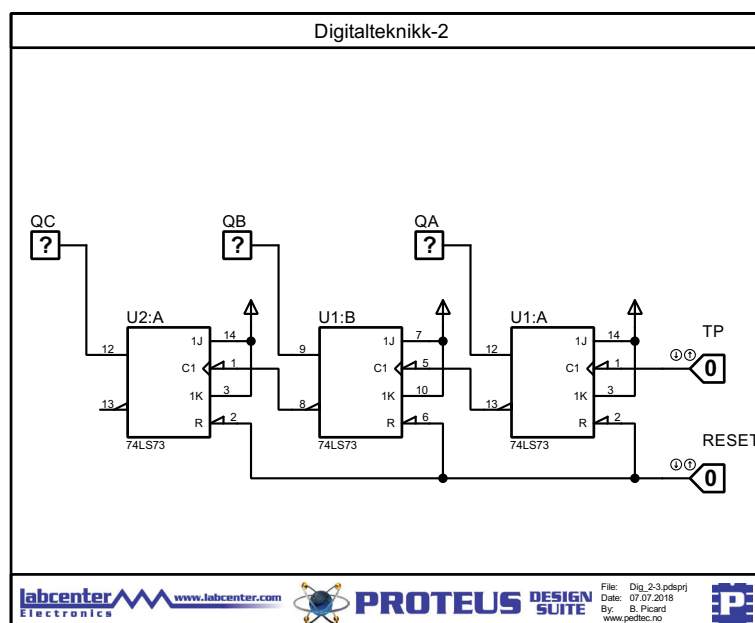 Digitalteknikk-2
QC QB QA
? ? ?
U2:A U1:B U1:A
TP
12 1J 14 9 1J 7 12 1J 14
C1 1 C1 5 C1 1 0
13 1K 3 8 1K 10 13 1K 3
R 2 R 6 R 2
74LS73 74LS73 74LS73
RESET
0
labcenter www.labcenter.com
Electronics
PROTEUS DESIGN SUITE
File: Dig_2-3.pdsprj
Date: 07.07.2018
By: B. Picard
www.pedtec.no
P